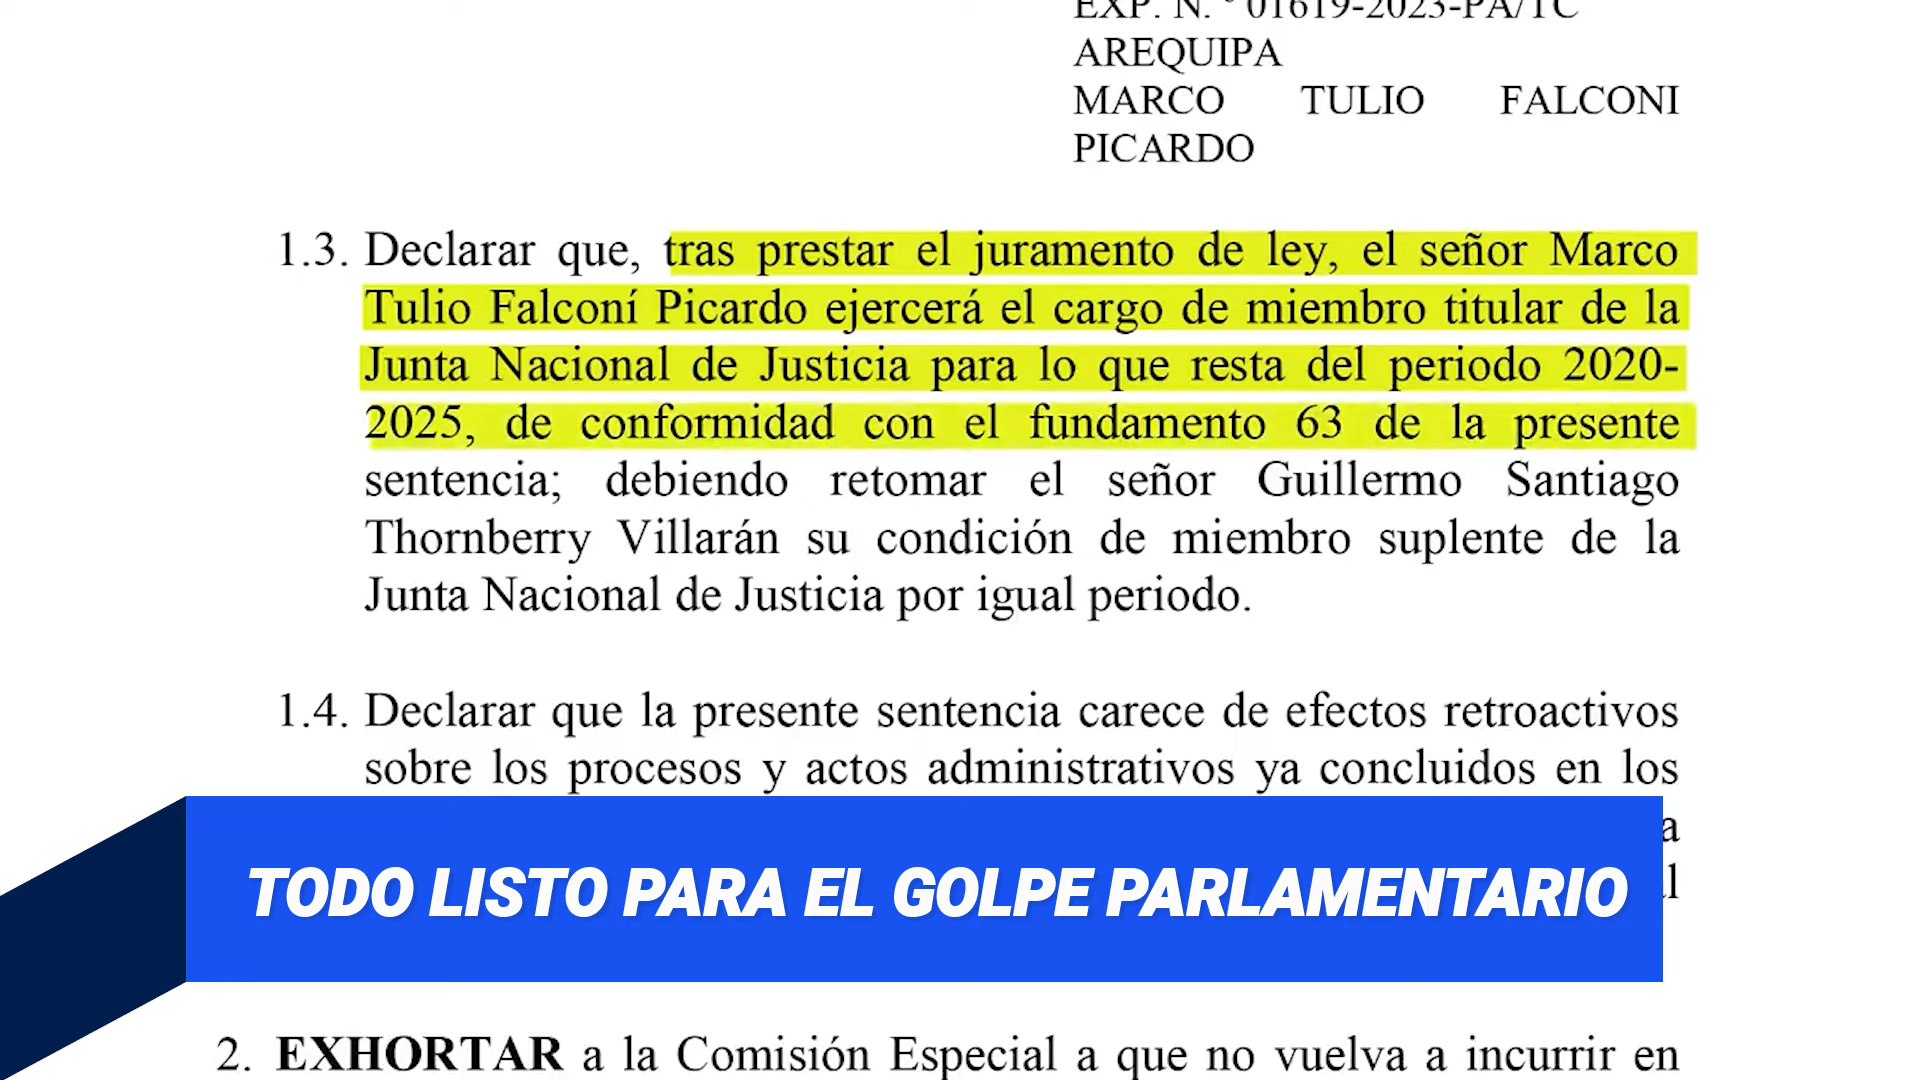 EXP. N. º 01619-2023-PA/TC
AREQUIPA
MARCO TULIO FALCONI
PICARDO
1.3. Declarar que, tras prestar el juramento de ley, el señor Marco
Tulio Falconí Picardo ejercerá el cargo de miembro titular de la
Junta Nacional de Justicia para lo que resta del periodo 2020-
2025, de conformidad con el fundamento 63 de la presente
sentencia; debiendo retomar el señor Guillermo Santiago
Thornberry Villarán su condición de miembro suplente de la
Junta Nacional de Justicia por igual periodo.
1.4. Declarar que la presente sentencia carece de efectos retroactivos
sobre los procesos y actos administrativos ya concluidos en los
TODO LISTO PARA EL GOLPE PARLAMENTARIO
2. EXHORTAR a la Comisión Especial a que no vuelva a incurrir en